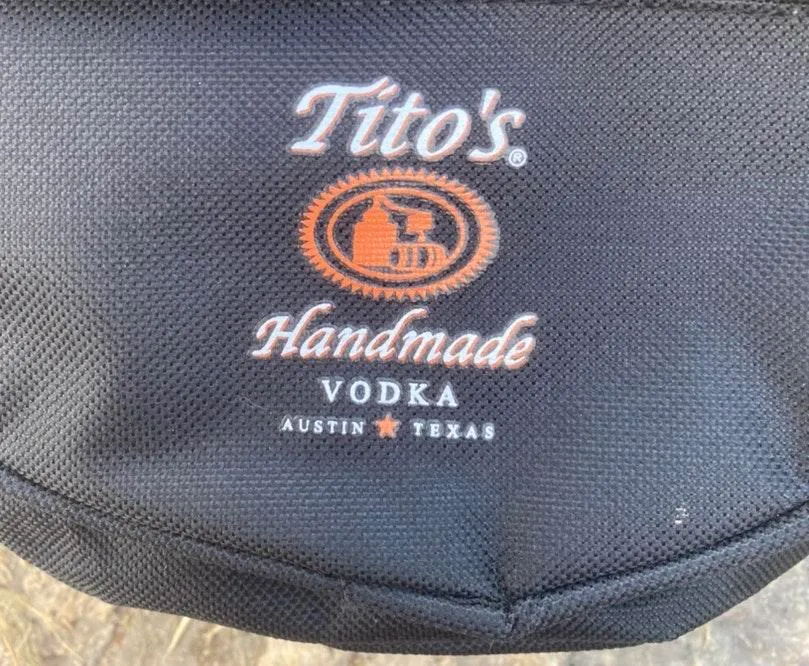 Tito's®
Handmade
VODKA
AUSTIN ★ TEXAS